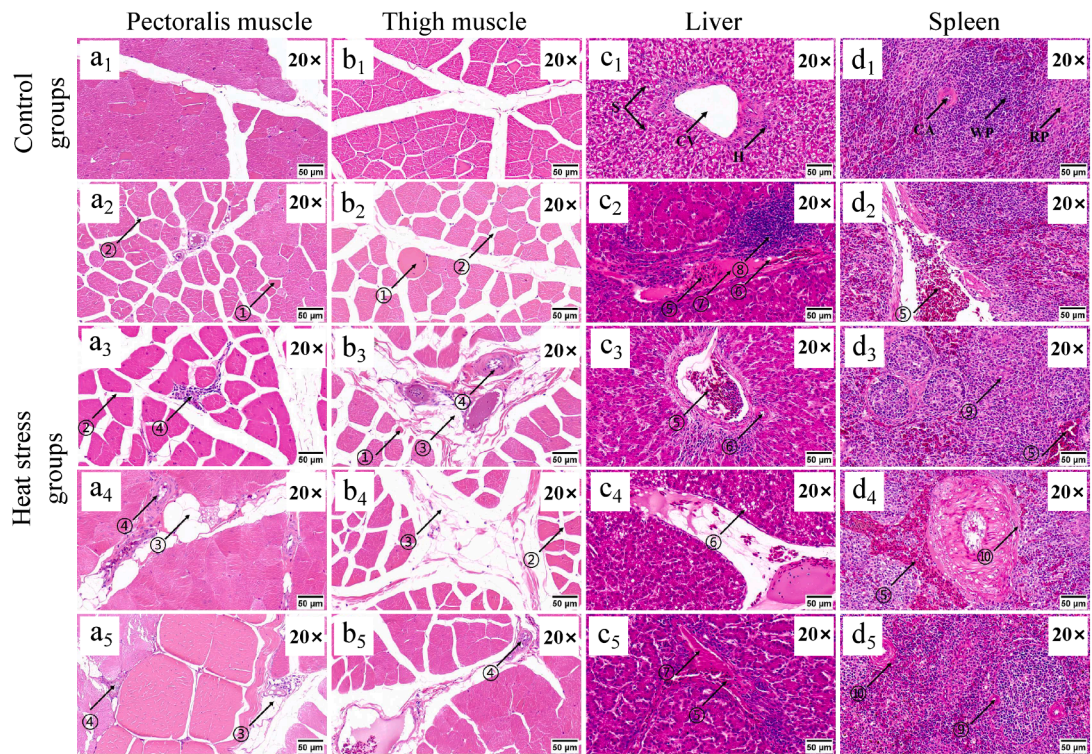 Pectoralis muscle Thigh muscle Liver Spleen
Control groups
a1 20× b1 20× c1 20× d1 20×
S CV H CA WP RP
50 μm 50 μm 50 μm 50 μm
Heat stress groups
a2 20× b2 20× c2 20× d2 20×
② ① ① ② ⑤ ⑦ ⑧ ⑥ ⑤
50 μm 50 μm 50 μm 50 μm
a3 20× b3 20× c3 20× d3 20×
② ④ ① ③ ④ ⑤ ⑥ ⑨ ⑤
50 μm 50 μm 50 μm 50 μm
a4 20× b4 20× c4 20× d4 20×
④ ③ ③ ② ⑥ ⑤ ⑩
50 μm 50 μm 50 μm 50 μm
a5 20× b5 20× c5 20× d5 20×
④ ③ ④ ⑦ ⑩ ⑨
50 μm 50 μm 50 μm 50 μm